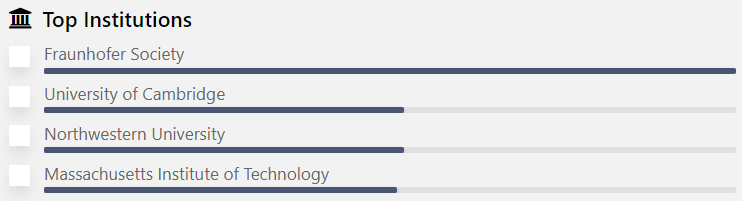 Top Institutions
Fraunhofer Society
University of Cambridge
Northwestern University
Massachusetts Institute of Technology